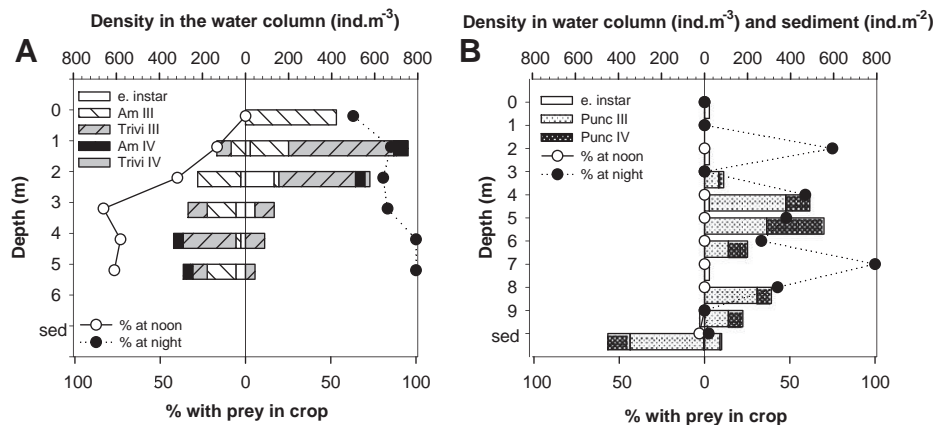 Density in the water column (ind.m-3)
A
800 600 400 200 0 200 400 600 800
e. instar
Am III
Trivi III
Am IV
Trivi IV
Depth (m)
0
1
2
3
4
5
6
sed
% at noon
% at night
100 50 0 50 100
% with prey in crop
Density in water column (ind.m-3) and sediment (ind.m-2)
B
800 600 400 200 0 200 400 600 800
e. instar
Punc III
Punc IV
% at noon
% at night
Depth (m)
0
1
2
3
4
5
6
7
8
9
sed
100 50 0 50 100
% with prey in crop